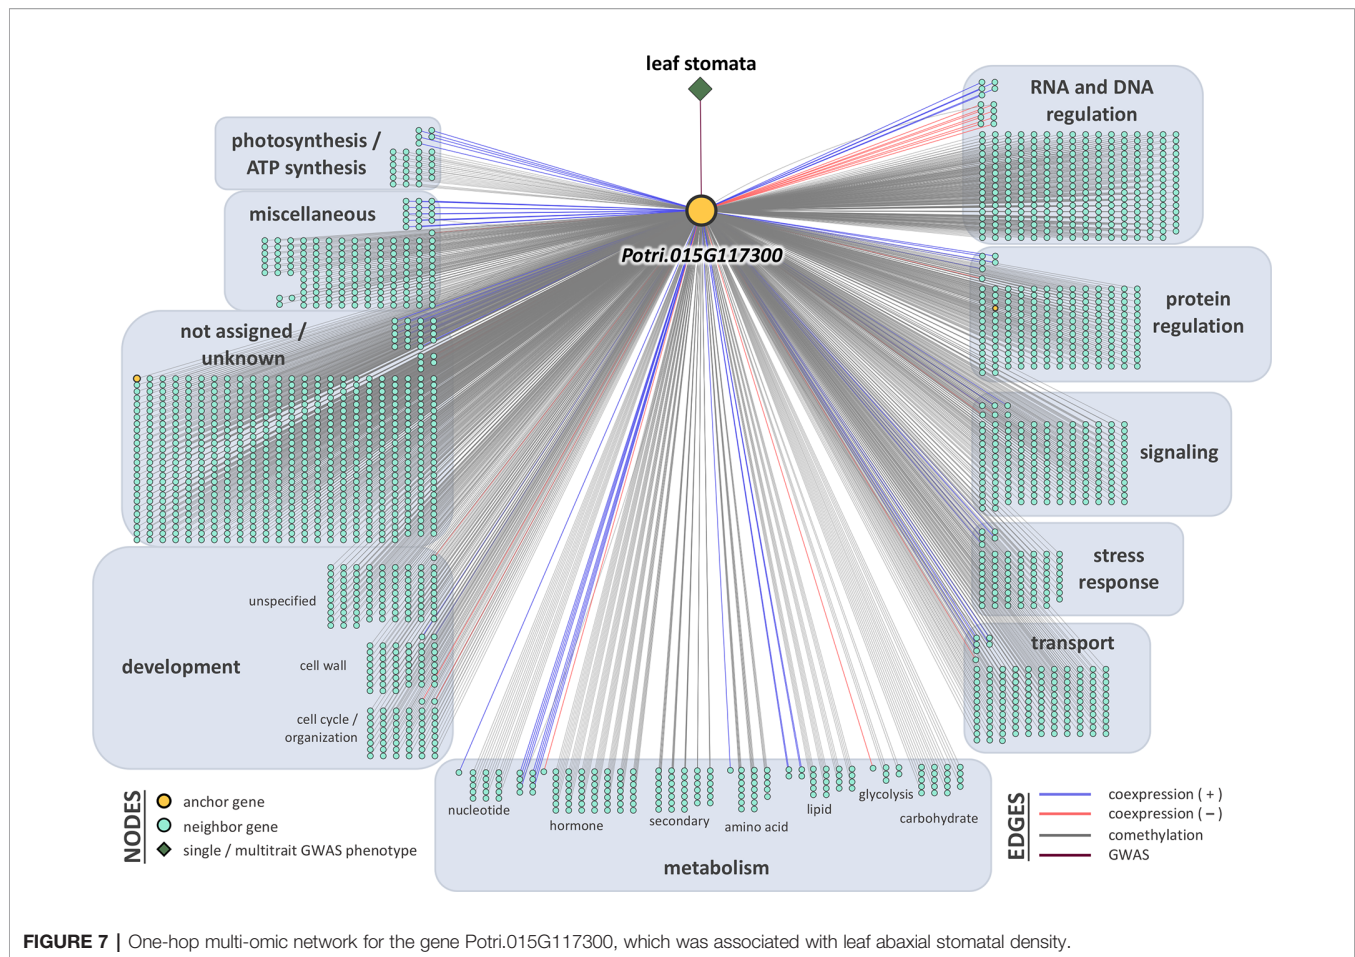 leaf stomata
RNA and DNA
regulation
photosynthesis /
ATP synthesis
miscellaneous
Potri.015G117300
protein
regulation
not assigned /
unknown
signaling
stress
response
unspecified
transport
development
cell wall
cell cycle /
organization
nucleotide
hormone
secondary
amino acid
lipid
glycolysis
carbohydrate
metabolism
NODES
anchor gene
neighbor gene
single / multitrait GWAS phenotype
EDGES
coexpression ( + )
coexpression ( – )
comethylation
GWAS
FIGURE 7 | One-hop multi-omic network for the gene Potri.015G117300, which was associated with leaf abaxial stomatal density.